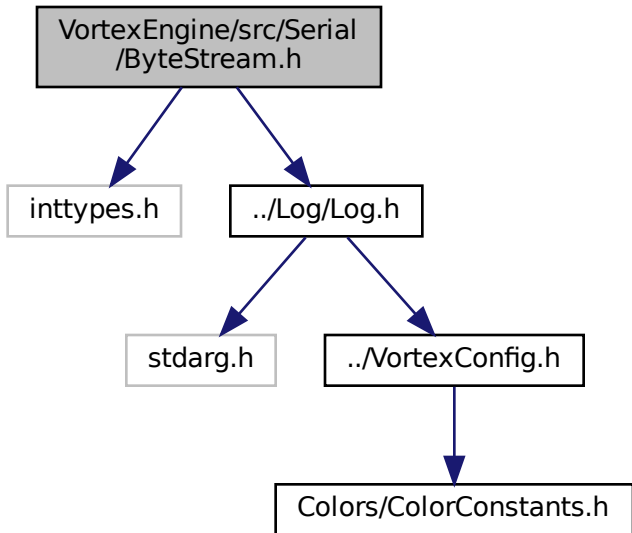 VortexEngine/src/Serial
/ByteStream.h
inttypes.h
../Log/Log.h
stdarg.h
../VortexConfig.h
Colors/ColorConstants.h